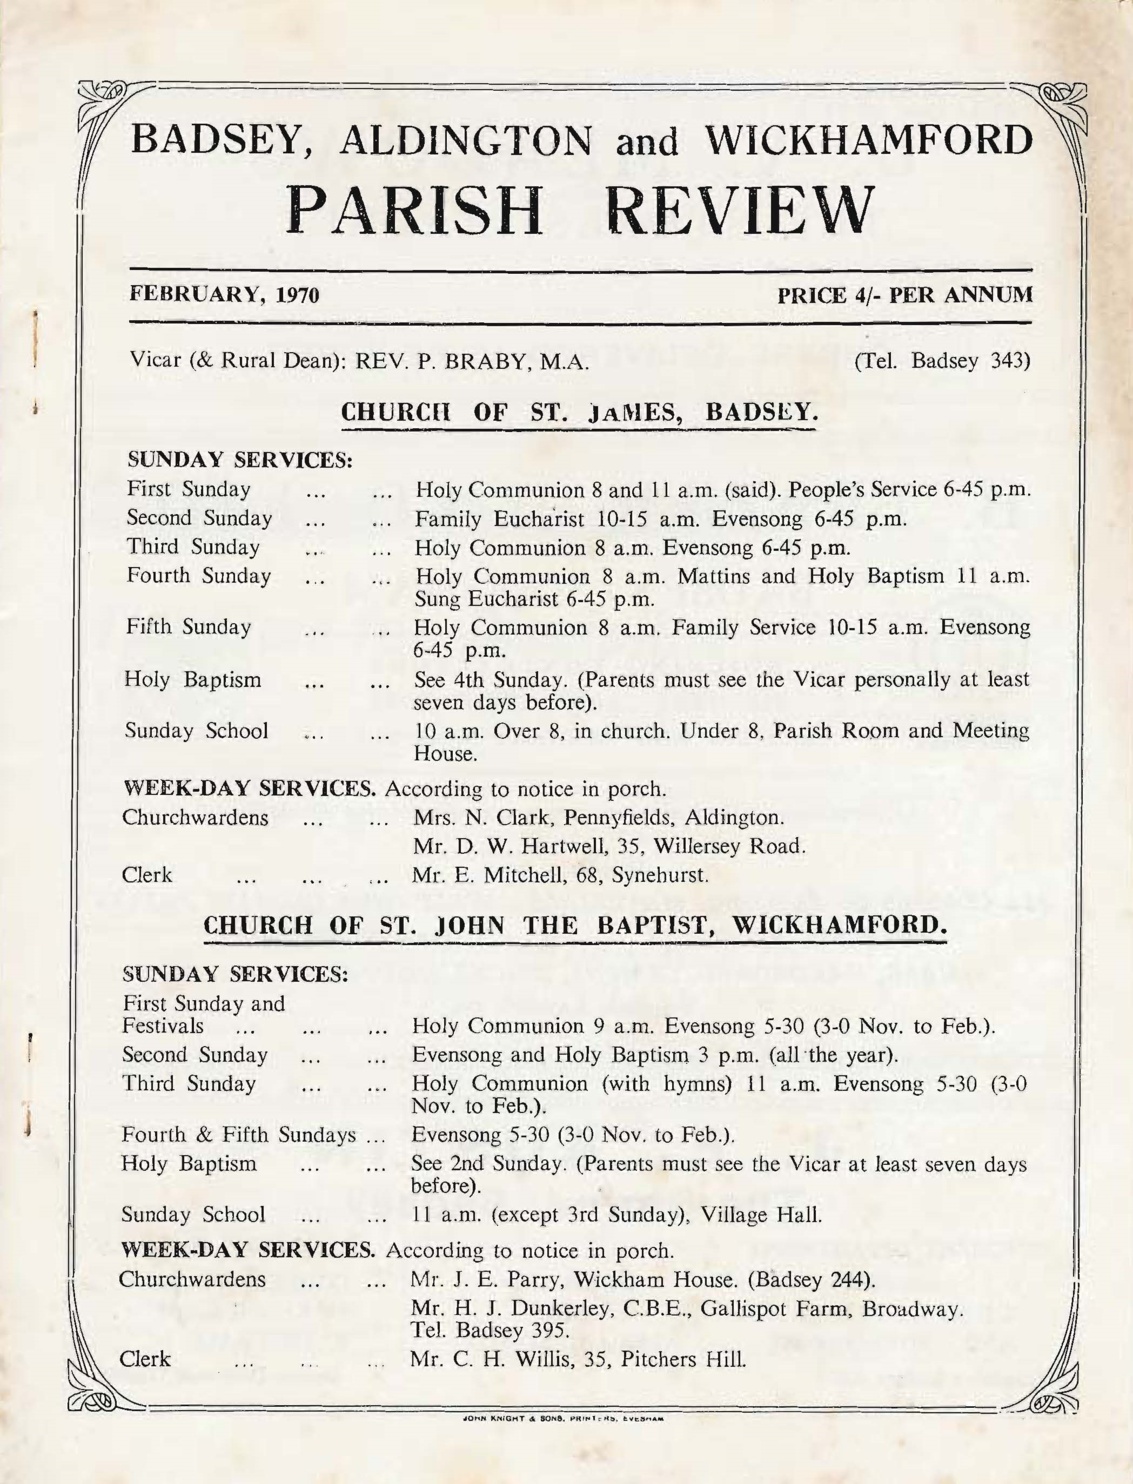 BADSEY, ALDINGTON and WICKHAMFORD
PARISH REVIEW
FEBRUARY, 1970 PRICE 4/- PER ANNUM
Vicar (& Rural Dean): REV. P. BRABY, M.A. (Tel. Badsey 343)
CHURCH OF ST. JAMES, BADSEY.
SUNDAY SERVICES:
First Sunday ... ... Holy Communion 8 and 11 a.m. (said). People's Service 6-45 p.m.
Second Sunday ... ... Family Eucharist 10-15 a.m. Evensong 6-45 p.m.
Third Sunday ... ... Holy Communion 8 a.m. Evensong 6-45 p.m.
Fourth Sunday ... ... Holy Communion 8 a.m. Mattins and Holy Baptism 11 a.m.
Sung Eucharist 6-45 p.m.
Fifth Sunday ... ... Holy Communion 8 a.m. Family Service 10-15 a.m. Evensong
6-45 p.m.
Holy Baptism ... ... See 4th Sunday. (Parents must see the Vicar personally at least
seven days before).
Sunday School ... ... 10 a.m. Over 8, in church. Under 8, Parish Room and Meeting
House.
WEEK-DAY SERVICES. According to notice in porch.
Churchwardens ... ... Mrs. N. Clark, Pennyfields, Aldington.
Mr. D. W. Hartwell, 35, Willersey Road.
Clerk ... ... ... Mr. E. Mitchell, 68, Synehurst.
CHURCH OF ST. JOHN THE BAPTIST, WICKHAMFORD.
SUNDAY SERVICES:
First Sunday and
Festivals ... ... ... Holy Communion 9 a.m. Evensong 5-30 (3-0 Nov. to Feb.).
Second Sunday ... ... Evensong and Holy Baptism 3 p.m. (all the year).
Third Sunday ... ... Holy Communion (with hymns) 11 a.m. Evensong 5-30 (3-0
Nov. to Feb.).
Fourth & Fifth Sundays ... Evensong 5-30 (3-0 Nov. to Feb.).
Holy Baptism ... ... See 2nd Sunday. (Parents must see the Vicar at least seven days
before).
Sunday School ... ... 11 a.m. (except 3rd Sunday), Village Hall.
WEEK-DAY SERVICES. According to notice in porch.
Churchwardens ... ... Mr. J. E. Parry, Wickham House. (Badsey 244).
Mr. H. J. Dunkerley, C.B.E., Gallispot Farm, Broadway.
Tel. Badsey 395.
Clerk ... ... ... Mr. C. H. Willis, 35, Pitchers Hill.
JOHN KNIGHT & SONS, PRINTERS, EVESHAM